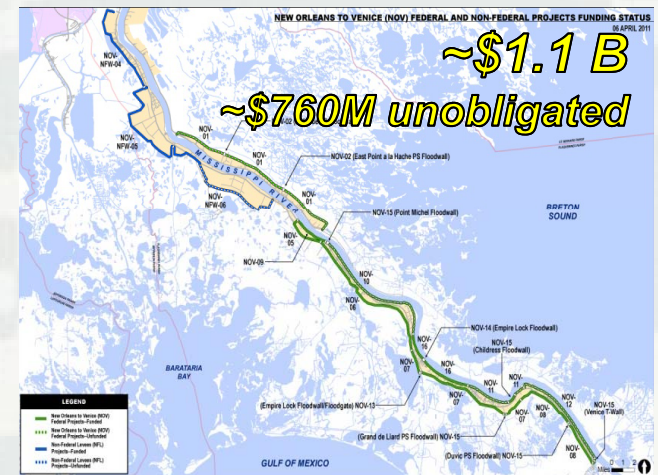 NEW ORLEANS TO VENICE (NOV) FEDERAL AND NON-FEDERAL PROJECTS FUNDING STATUS
06 APRIL 2011
~$1.1 B
~$760M unobligated
NOV-
NFW-04
NOV-
NFW-05
NOV-
01
NOV-02
NOV-
01
NOV-02 (East Point a la Hache PS Floodwall)
NOV-
NFW-06
MISSISSIPPI RIVER
NOV-
01
NOV-15 (Point Michel Floodwall)
BRETON
SOUND
NOV-
05
NOV-09
NOV-
10
NOV-
06
NOV-14 (Empire Lock Floodwall)
NOV-15
(Childress Floodwall)
NOV-
16
NOV-
16
NOV-
07
NOV-
11
NOV-
11
NOV-
12
NOV-15
(Venice T-Wall)
BARATARIA
BAY
(Empire Lock Floodwall/Floodgate) NOV-13
NOV-
07
NOV-
07
NOV-
08
(Grand de Liard PS Floodwall) NOV-15
(Duvic PS Floodwall) NOV-15
NOV-
08
GULF OF MEXICO
LEGEND
New Orleans to Venice (NOV)
Federal Projects-Funded
New Orleans to Venice (NOV)
Federal Projects-Unfunded
Non-Federal Levees (NFL)
Projects-Funded
Non-Federal Levees (NFL)
Projects-Unfunded
0 1 2
Miles